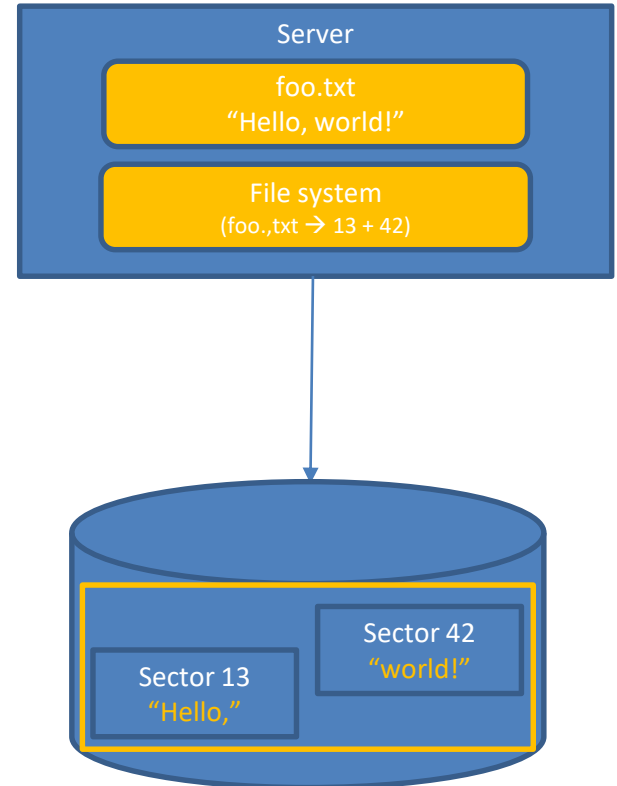 Server
foo.txt
“Hello, world!”
File system
(foo.,txt → 13 + 42)
Sector 42
“world!”
Sector 13
“Hello,”